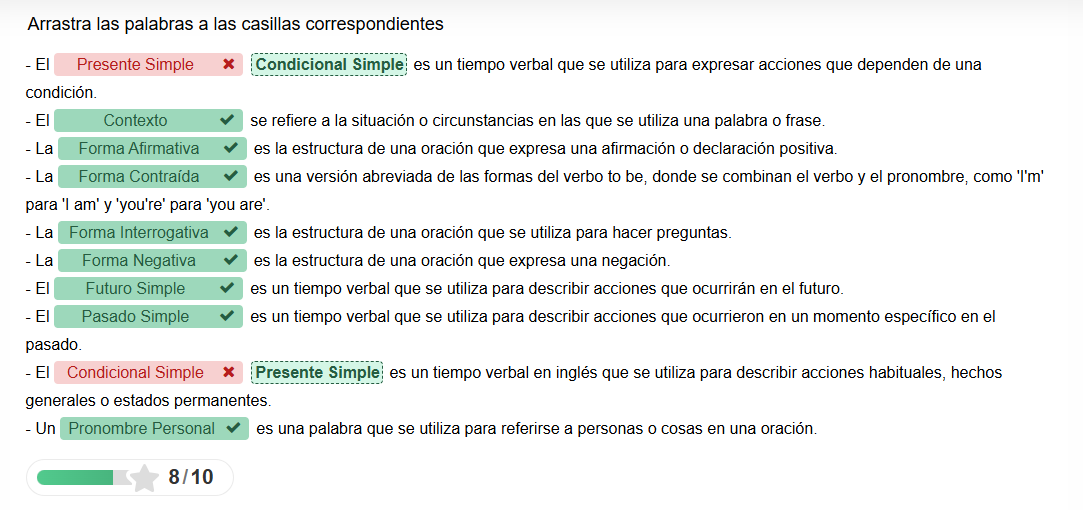 Arrastra las palabras a las casillas correspondientes
- El Presente Simple ✖ Condicional Simple es un tiempo verbal que se utiliza para expresar acciones que dependen de una
condición.
- El Contexto ✔ se refiere a la situación o circunstancias en las que se utiliza una palabra o frase.
- La Forma Afirmativa ✔ es la estructura de una oración que expresa una afirmación o declaración positiva.
- La Forma Contraída ✔ es una versión abreviada de las formas del verbo to be, donde se combinan el verbo y el pronombre, como 'I'm'
para 'I am' y 'you're' para 'you are'.
- La Forma Interrogativa ✔ es la estructura de una oración que se utiliza para hacer preguntas.
- La Forma Negativa ✔ es la estructura de una oración que expresa una negación.
- El Futuro Simple ✔ es un tiempo verbal que se utiliza para describir acciones que ocurrirán en el futuro.
- El Pasado Simple ✔ es un tiempo verbal que se utiliza para describir acciones que ocurrieron en un momento específico en el
pasado.
- El Condicional Simple ✖ Presente Simple es un tiempo verbal en inglés que se utiliza para describir acciones habituales, hechos
generales o estados permanentes.
- Un Pronombre Personal ✔ es una palabra que se utiliza para referirse a personas o cosas en una oración.
8/10